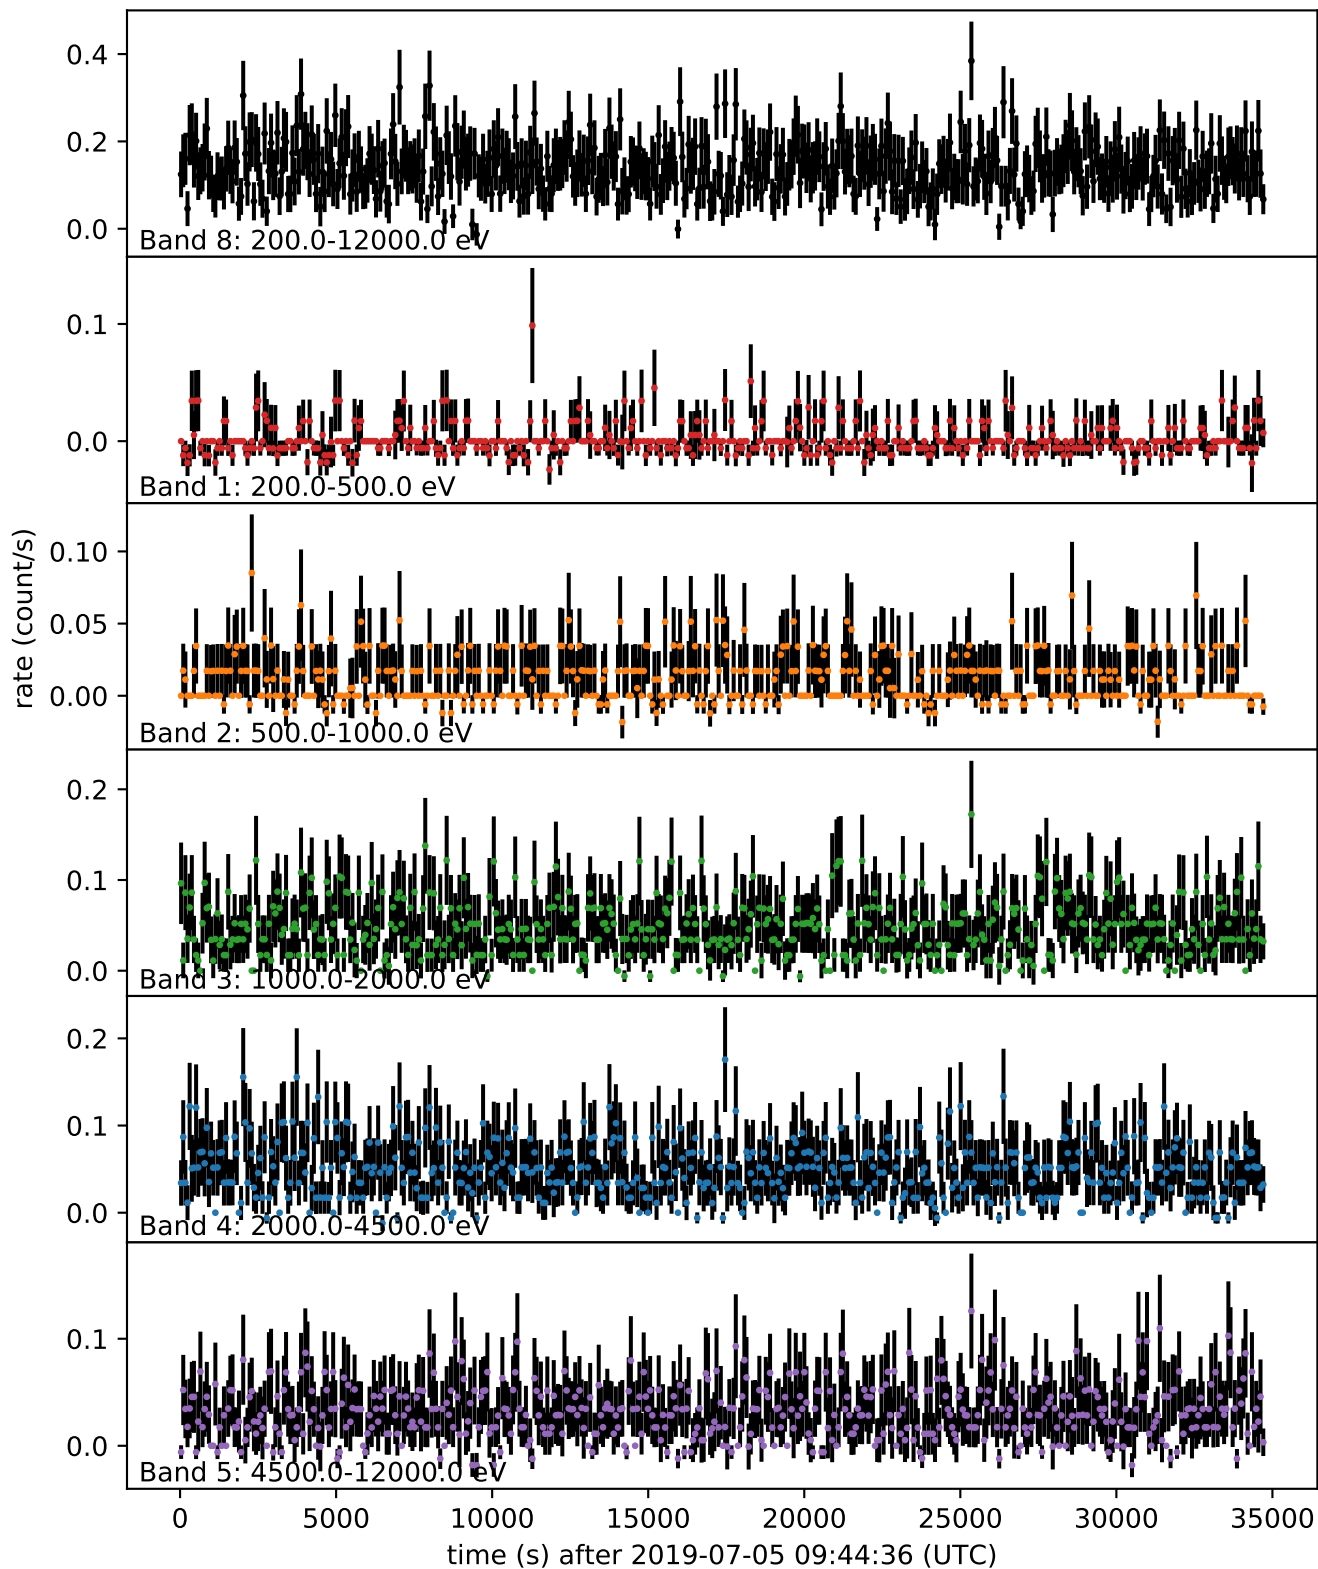 0.4
0.2
0.0
Band 8: 200.0-12000.0 eV
0.1
0.0
Band 1: 200.0-500.0 eV
rate (count/s)
0.10
0.05
0.00
Band 2: 500.0-1000.0 eV
0.2
0.1
0.0
Band 3: 1000.0-2000.0 eV
0.2
0.1
0.0
Band 4: 2000.0-4500.0 eV
0.1
0.0
Band 5: 4500.0-12000.0 eV
0 5000 10000 15000 20000 25000 30000 35000
time (s) after 2019-07-05 09:44:36 (UTC)